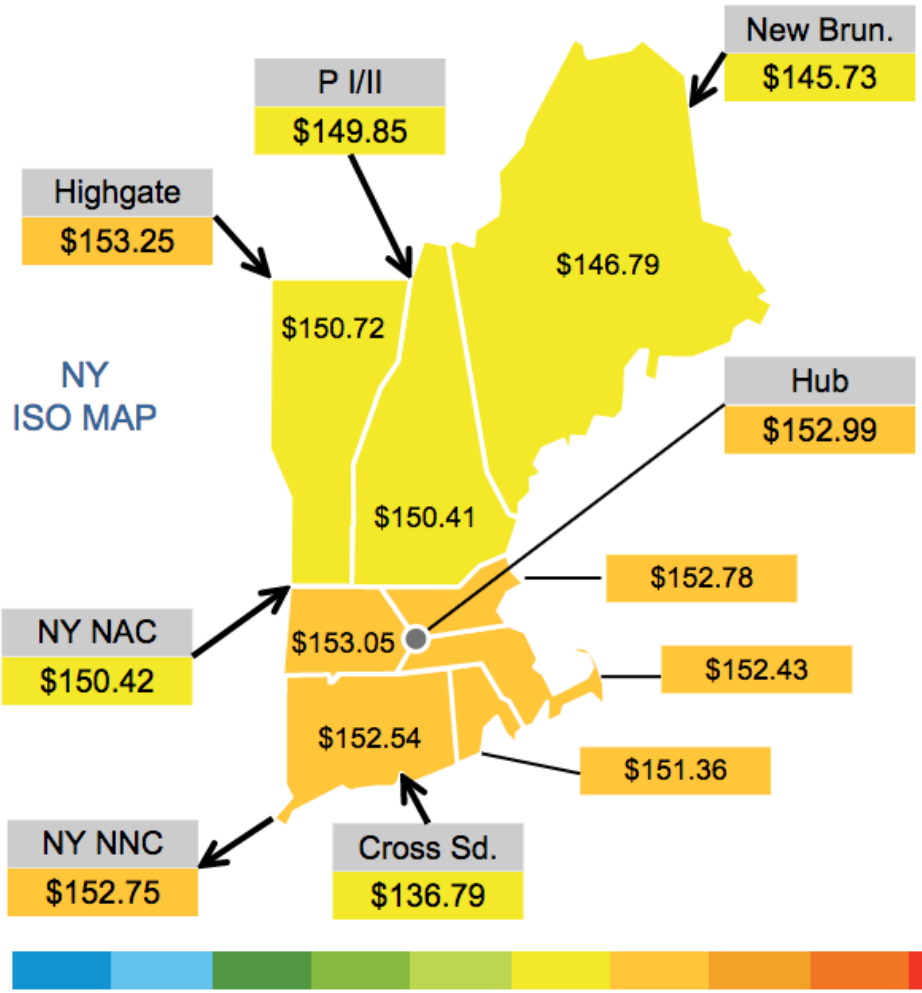 New Brun.
$145.73
P I/II
$149.85
Highgate
$153.25
$146.79
$150.72
NY
ISO MAP
Hub
$152.99
$150.41
$152.78
NY NAC
$150.42
$153.05
$152.43
$152.54
$151.36
NY NNC
$152.75
Cross Sd.
$136.79